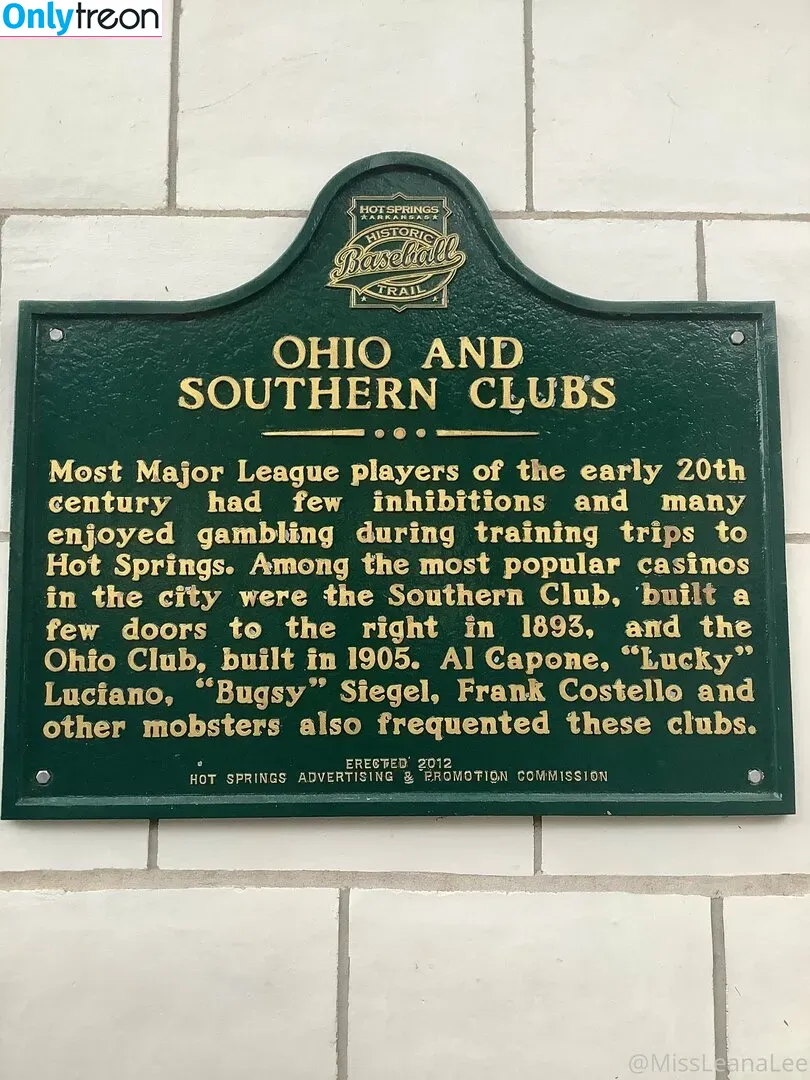 Onlytreon
HOT SPRINGS
ARKANSAS
HISTORIC
Baseball
TRAIL
OHIO AND
SOUTHERN CLUBS
Most Major League players of the early 20th
century had few inhibitions and many
enjoyed gambling during training trips to
Hot Springs. Among the most popular casinos
in the city were the Southern Club, built a
few doors to the right in 1893, and the
Ohio Club, built in 1905. Al Capone, “Lucky”
Luciano, “Bugsy” Siegel, Frank Costello and
other mobsters also frequented these clubs.
ERECTED 2012
HOT SPRINGS ADVERTISING & PROMOTION COMMISSION
@MissLeanaLee